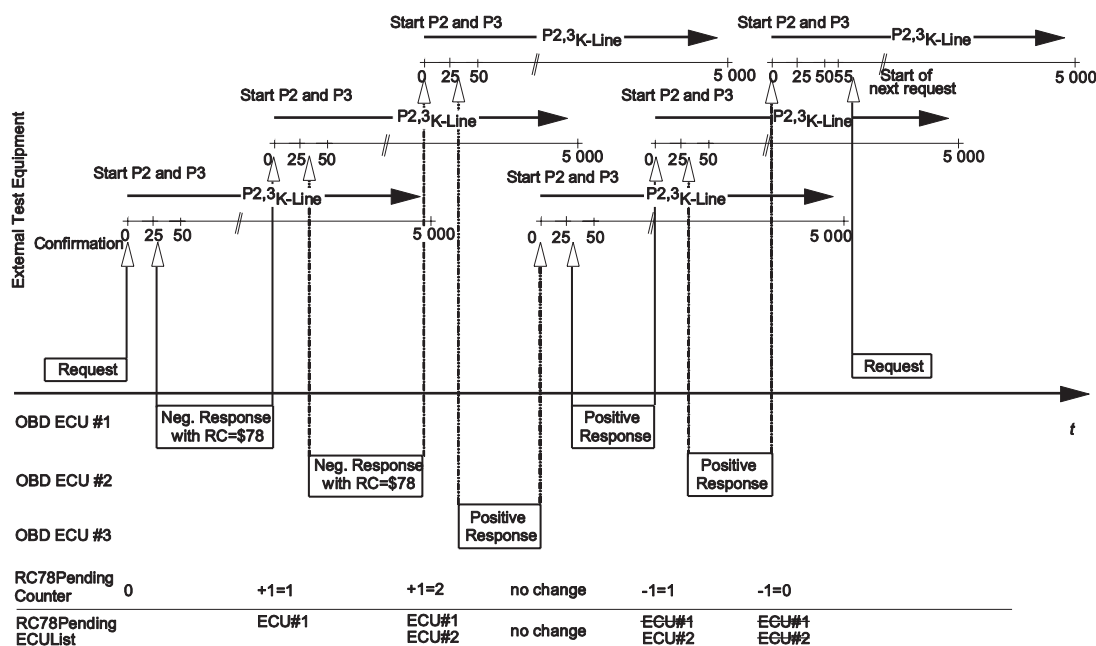 Start P2 and P3
P2,3K-Line
0 25 50
5 000
Start P2 and P3
P2,3K-Line
0 25 50 55
5 000
Start of
next request
Start P2 and P3
P2,3K-Line
0 25 50
5 000
Start P2 and P3
P2,3K-Line
0 25 50
5 000
Start P2 and P3
P2,3K-Line
0 25 50
5 000
Start P2 and P3
P2,3K-Line
0 25 50
5 000
External Test Equipment
Confirmation
Request
Request
t
OBD ECU #1
Neg. Response
with RC=$78
Positive
Response
OBD ECU #2
Neg. Response
with RC=$78
Positive
Response
OBD ECU #3
Positive
Response
RC78Pending
Counter
0 +1=1 +1=2 no change -1=1 -1=0
RC78Pending
ECUList
ECU#1 ECU#1 no change ECU#1 ECU#1
ECU#2 ECU#2 ECU#2